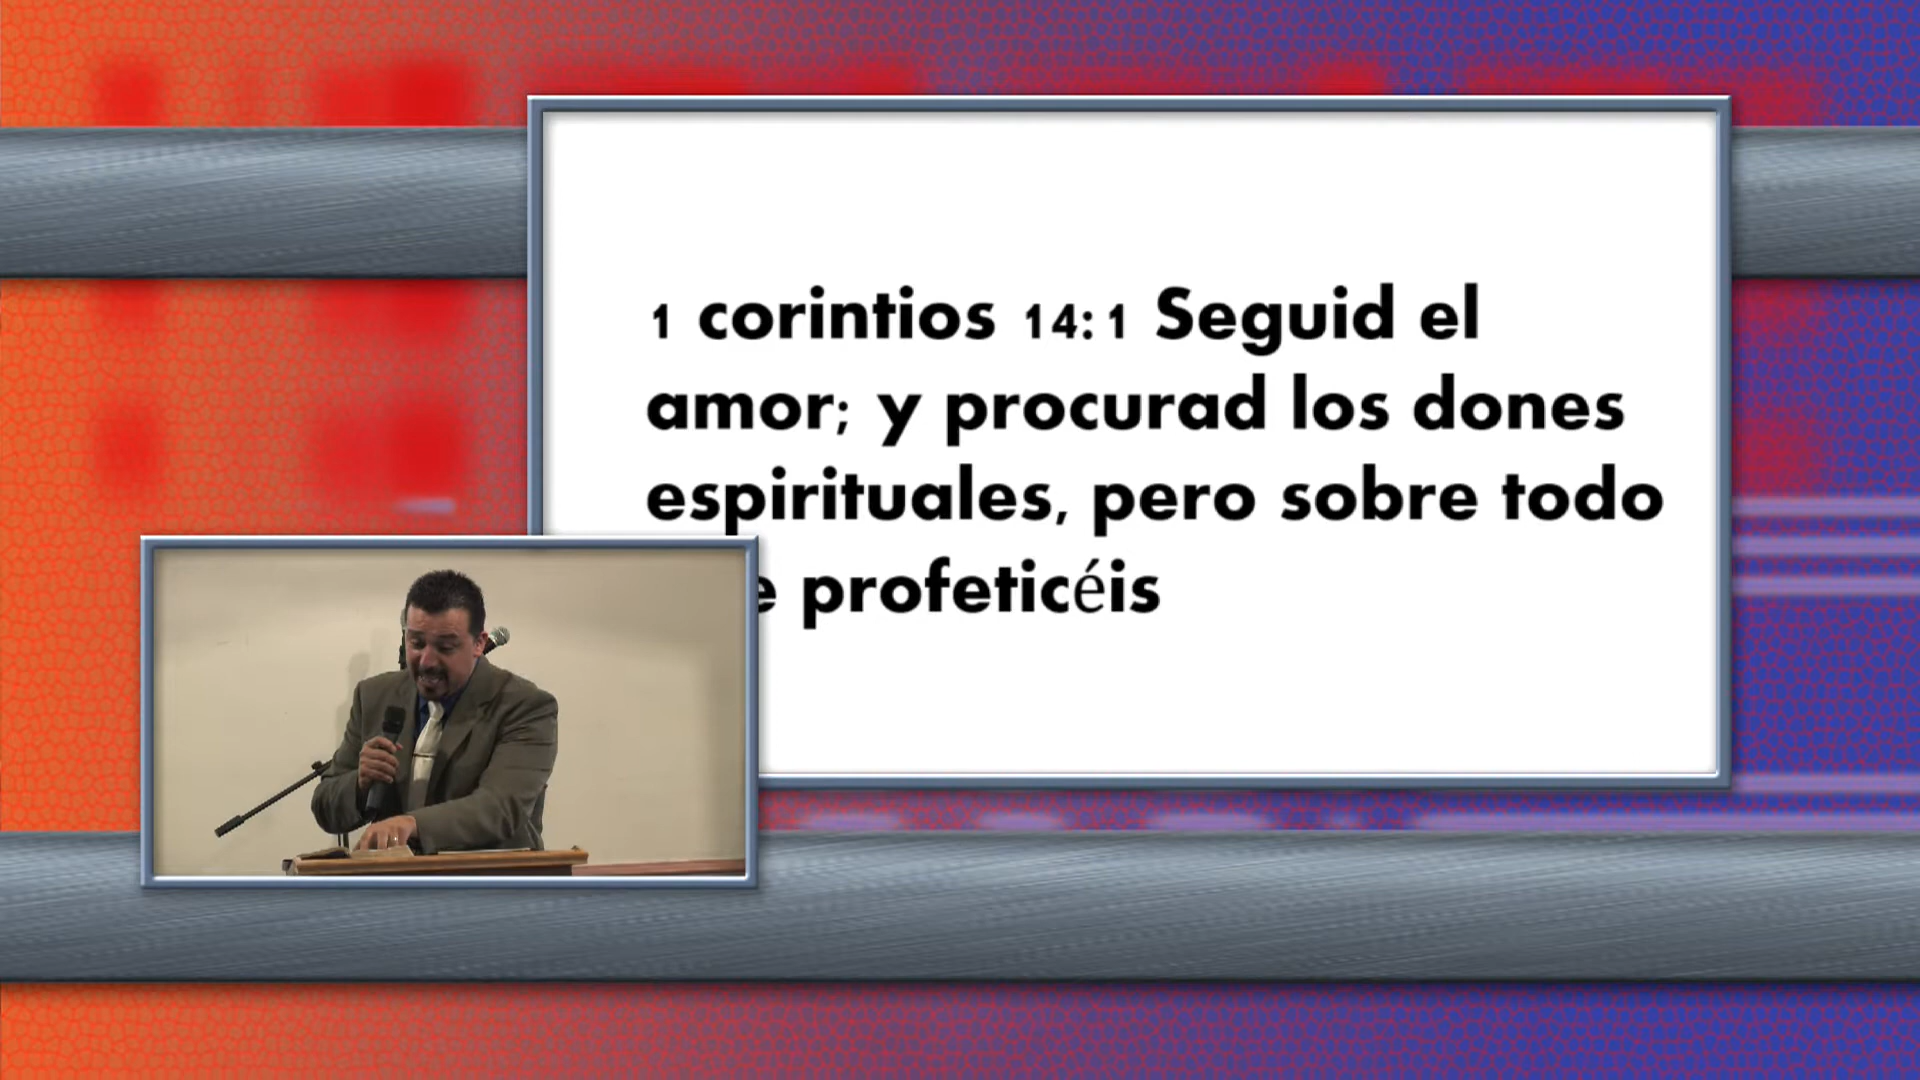 1 corintios 14:1 Seguid el
amor; y procurad los dones
espirituales, pero sobre todo
profeticéis